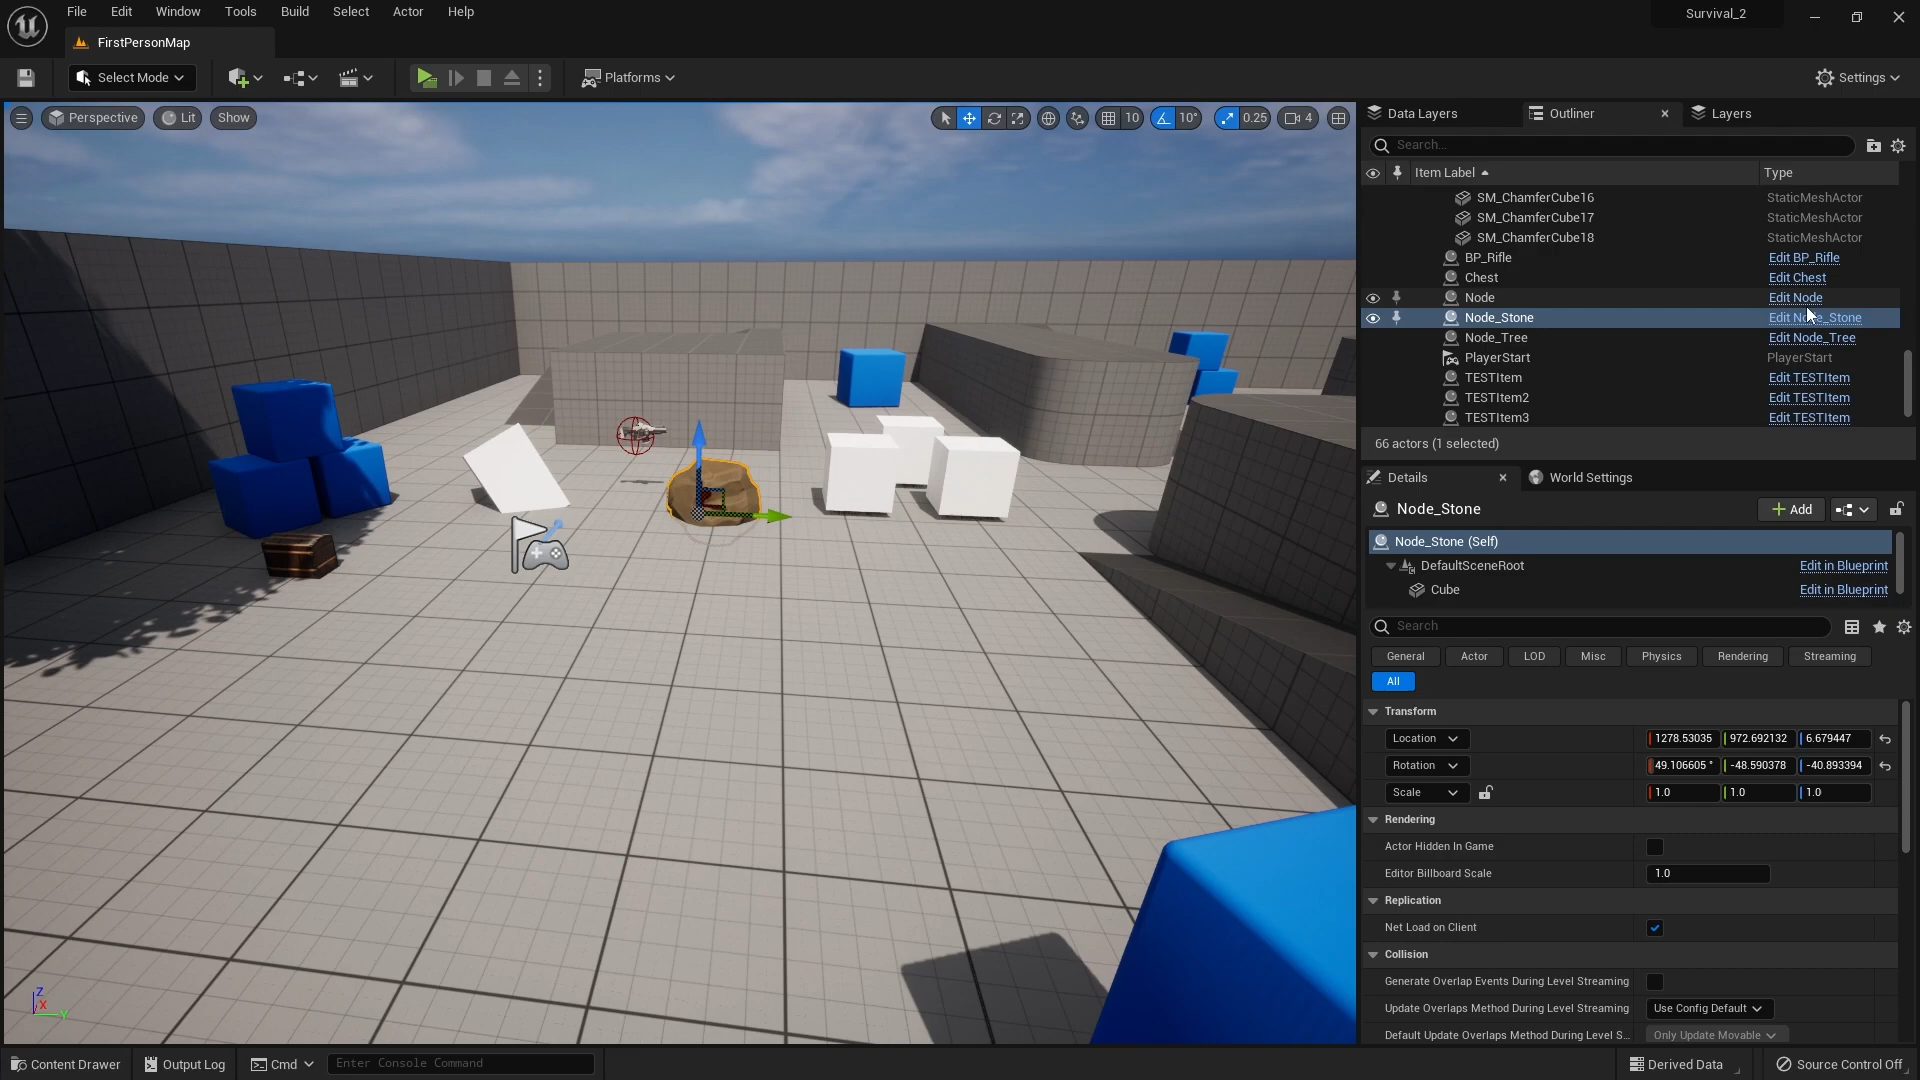 File Edit Window Tools Build Select Actor Help
Survival_2
FirstPersonMap
Select Mode
Platforms
Settings
Perspective Lit Show
10 10° 0.25 4
Data Layers Outliner Layers
Search...
Item Label Type
SM_ChamferCube16 StaticMeshActor
SM_ChamferCube17 StaticMeshActor
SM_ChamferCube18 StaticMeshActor
BP_Rifle Edit BP_Rifle
Chest Edit Chest
Node Edit Node
Node_Stone Edit Node_Stone
Node_Tree Edit Node_Tree
PlayerStart PlayerStart
TESTItem Edit TESTItem
TESTItem2 Edit TESTItem
TESTItem3 Edit TESTItem
66 actors (1 selected)
Details World Settings
Node_Stone Add
Node_Stone (Self)
DefaultSceneRoot Edit in Blueprint
Cube Edit in Blueprint
Search
General Actor LOD Misc Physics Rendering Streaming
All
Transform
Location 1278.53035 972.692132 6.679447
Rotation 49.106605 ° -48.590378 -40.893394
Scale 1.0 1.0 1.0
Rendering
Actor Hidden In Game
Editor Billboard Scale 1.0
Replication
Net Load on Client
Collision
Generate Overlap Events During Level Streaming
Update Overlaps Method During Level Streaming Use Config Default
Default Update Overlaps Method During Level S... Only Update Movable
Z
X
Y
Content Drawer Output Log Cmd Enter Console Command Derived Data Source Control Off